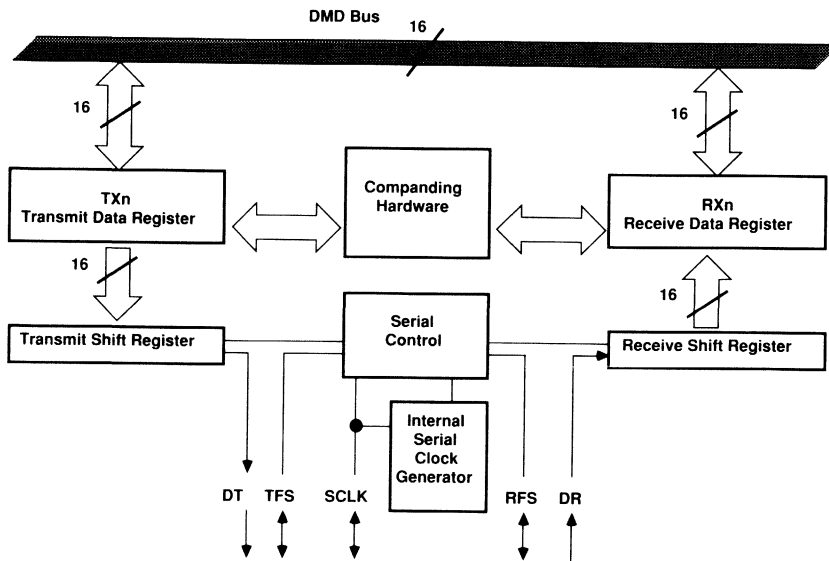 DMD Bus
16
16
16
TXn
Transmit Data Register
Companding
Hardware
RXn
Receive Data Register
16
16
Transmit Shift Register
Serial
Control
Receive Shift Register
Internal
Serial
Clock
Generator
DT
TFS
SCLK
RFS
DR